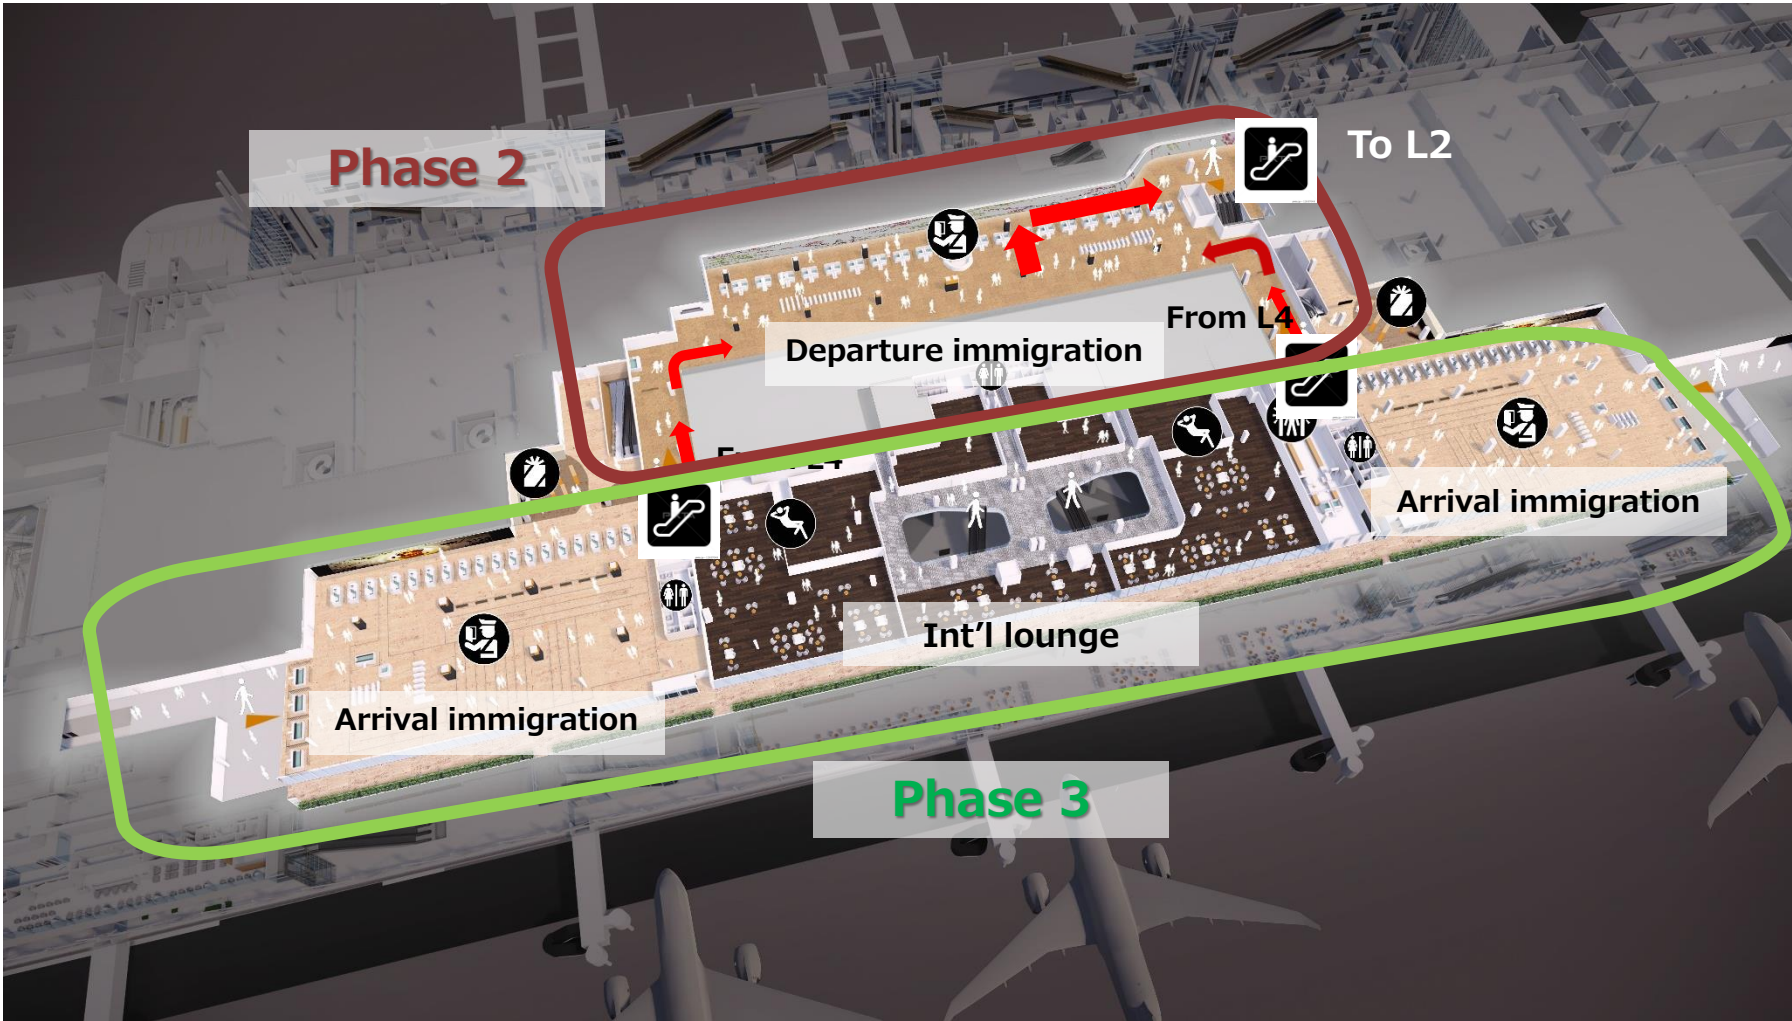 Phase 2
To L2
From L4
Departure immigration
Arrival immigration
Int’l lounge
Arrival immigration
Phase 3